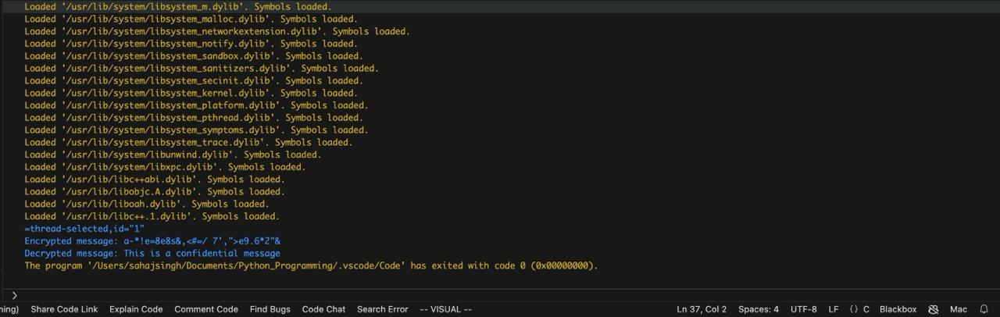 Loaded '/usr/lib/system/libsystem_m.dylib'. Symbols loaded.
Loaded '/usr/lib/system/libsystem_malloc.dylib'. Symbols loaded.
Loaded '/usr/lib/system/libsystem_networkextension.dylib'. Symbols loaded.
Loaded '/usr/lib/system/libsystem_notify.dylib'. Symbols loaded.
Loaded '/usr/lib/system/libsystem_sandbox.dylib'. Symbols loaded.
Loaded '/usr/lib/system/libsystem_sanitizers.dylib'. Symbols loaded.
Loaded '/usr/lib/system/libsystem_secinit.dylib'. Symbols loaded.
Loaded '/usr/lib/system/libsystem_kernel.dylib'. Symbols loaded.
Loaded '/usr/lib/system/libsystem_platform.dylib'. Symbols loaded.
Loaded '/usr/lib/system/libsystem_pthread.dylib'. Symbols loaded.
Loaded '/usr/lib/system/libsystem_symptoms.dylib'. Symbols loaded.
Loaded '/usr/lib/system/libsystem_trace.dylib'. Symbols loaded.
Loaded '/usr/lib/system/libunwind.dylib'. Symbols loaded.
Loaded '/usr/lib/system/libxpc.dylib'. Symbols loaded.
Loaded '/usr/lib/libc++abi.dylib'. Symbols loaded.
Loaded '/usr/lib/libobjc.A.dylib'. Symbols loaded.
Loaded '/usr/lib/liboah.dylib'. Symbols loaded.
Loaded '/usr/lib/libc++.1.dylib'. Symbols loaded.
=thread-selected,id="1"
Encrypted message: a-*!e=8e8s&,<#=/ 7',">e9.6*2"&
Decrypted message: This is a confidential message
The program '/Users/sahajsingh/Documents/Python_Programming/.vscode/Code' has exited with code 0 (0x00000000).
>
ming) Share Code Link Explain Code Comment Code Find Bugs Code Chat Search Error -- VISUAL -- Ln 37, Col 2 Spaces: 4 UTF-8 LF {} C Blackbox Mac